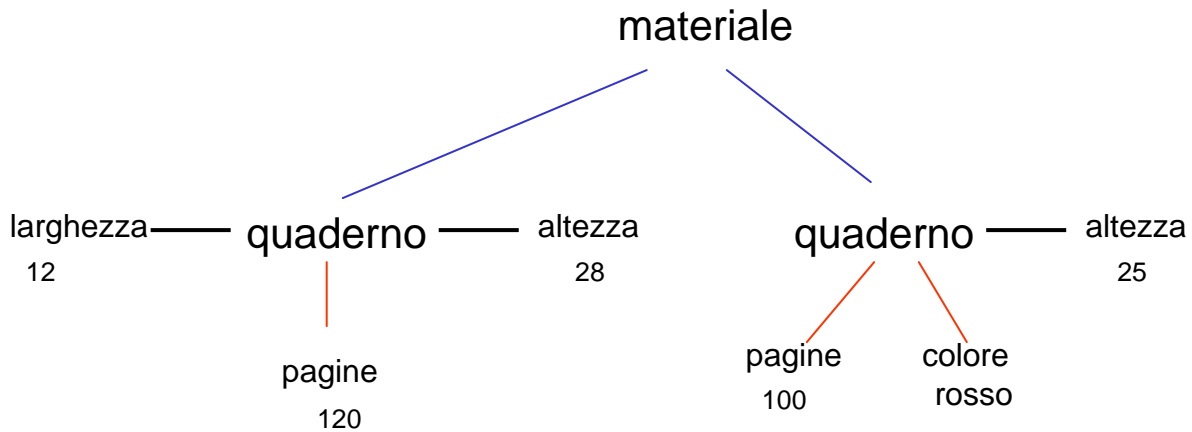 materiale
larghezza quaderno altezza quaderno altezza
12 28 25
pagine colore
pagine 100 rosso
120